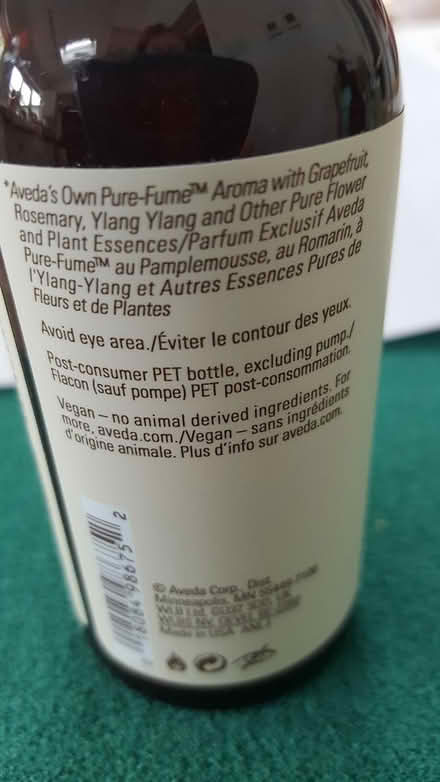 *Aveda's Own Pure-Fume™ Aroma with Grapefruit,
Rosemary, Ylang Ylang and Other Pure Flower
and Plant Essences/Parfum Exclusif Aveda
Pure-Fume™ au Pamplemousse, au Romarin, à
l'Ylang-Ylang et Autres Essences Pures de
Fleurs et de Plantes
Avoid eye area./Éviter le contour des yeux.
Post-consumer PET bottle, excluding pump./
Flacon (sauf pompe) PET post-consommation.
Vegan – no animal derived ingredients. For
more, aveda.com./Vegan – sans ingrédients
d'origine animale. Plus d'info sur aveda.com.
© Aveda Corp., Dist.
Minneapolis, MN
Made in USA